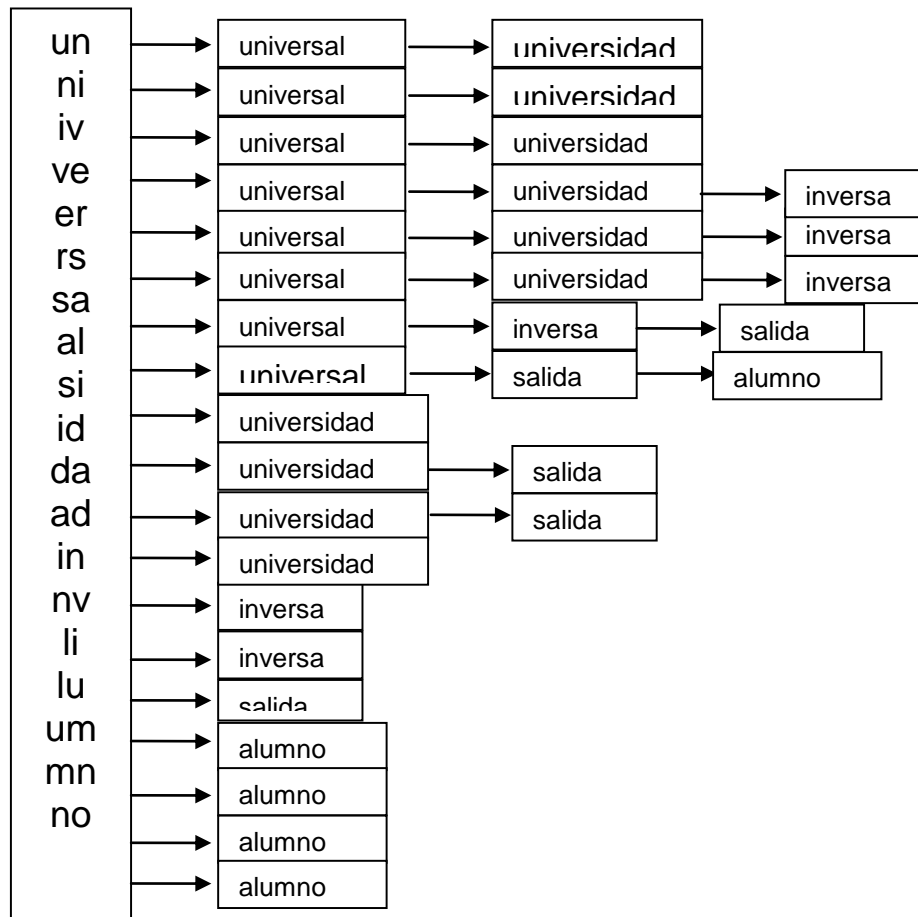 un
ni
iv
ve
er
rs
sa
al
si
id
da
ad
in
nv
li
lu
um
mn
no
universal universidad
universal universidad
universal universidad
universal universidad inversa
universal universidad inversa
universal universidad inversa
universal inversa salida
universal salida alumno
universidad
universidad salida
universidad salida
universidad
inversa
inversa
salida
alumno
alumno
alumno
alumno